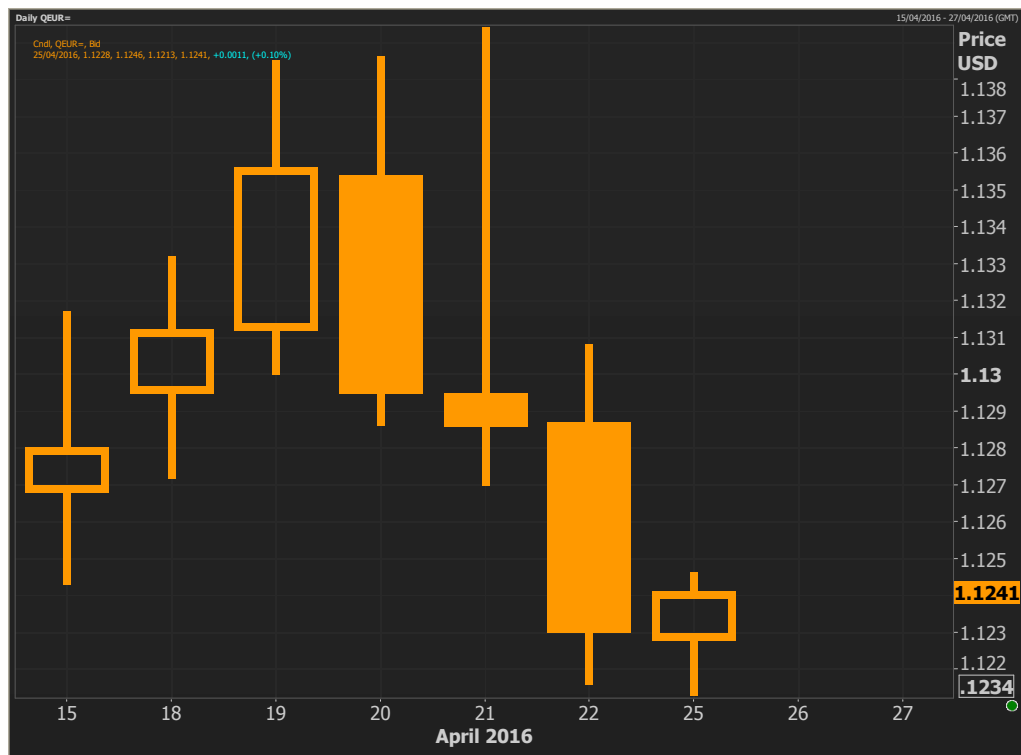 Daily QEUR=
15/04/2016 - 27/04/2016 (GMT)
Cndl, QEUR=, Bid
25/04/2016, 1.1228, 1.1246, 1.1213, 1.1241, +0.0011, (+0.10%)
Price
USD
1.138
1.137
1.136
1.135
1.134
1.133
1.132
1.131
1.13
1.129
1.128
1.127
1.126
1.125
1.1241
1.123
1.122
.1234
15 18 19 20 21 22 25 26 27
April 2016